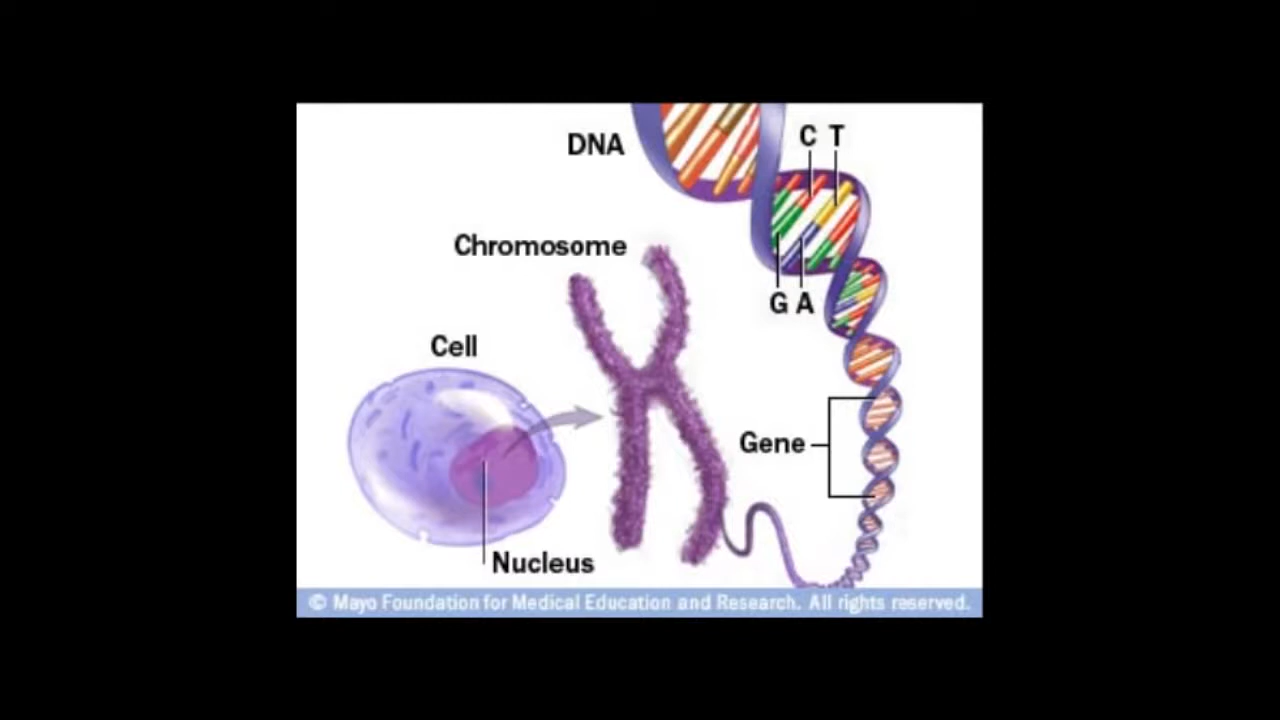 DNA
C T
Chromosome
G A
Cell
Gene
Nucleus
© Mayo Foundation for Medical Education and Research. All rights reserved.